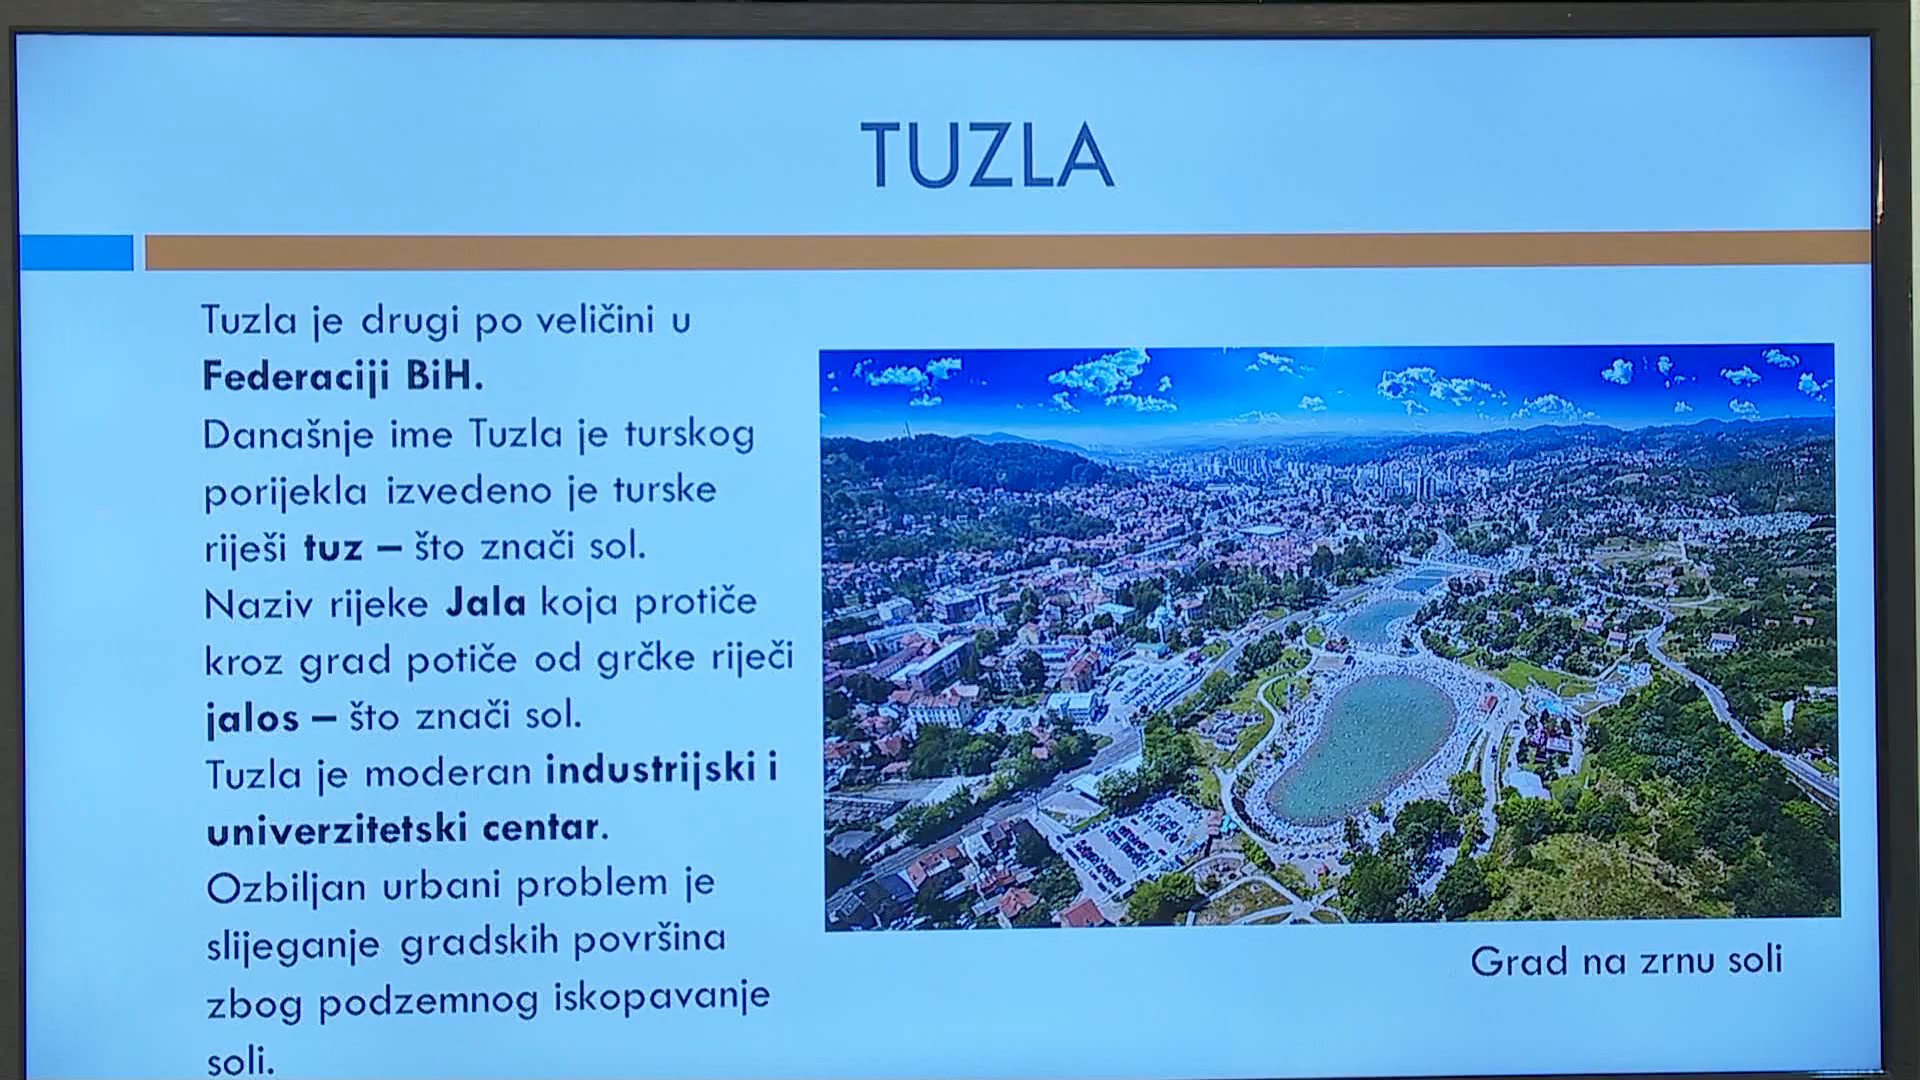 TUZLA
Tuzla je drugi po veličini u
Federaciji BiH.
Današnje ime Tuzla je turskog
porijekla izvedeno je turske
riješi tuz – što znači sol.
Naziv rijeke Jala koja protiče
kroz grad potiče od grčke riječi
jalos – što znači sol.
Tuzla je moderan industrijski i
univerzitetski centar.
Ozbiljan urbani problem je
slijeganje gradskih površina
zbog podzemnog iskopavanje
soli.
Grad na zrnu soli